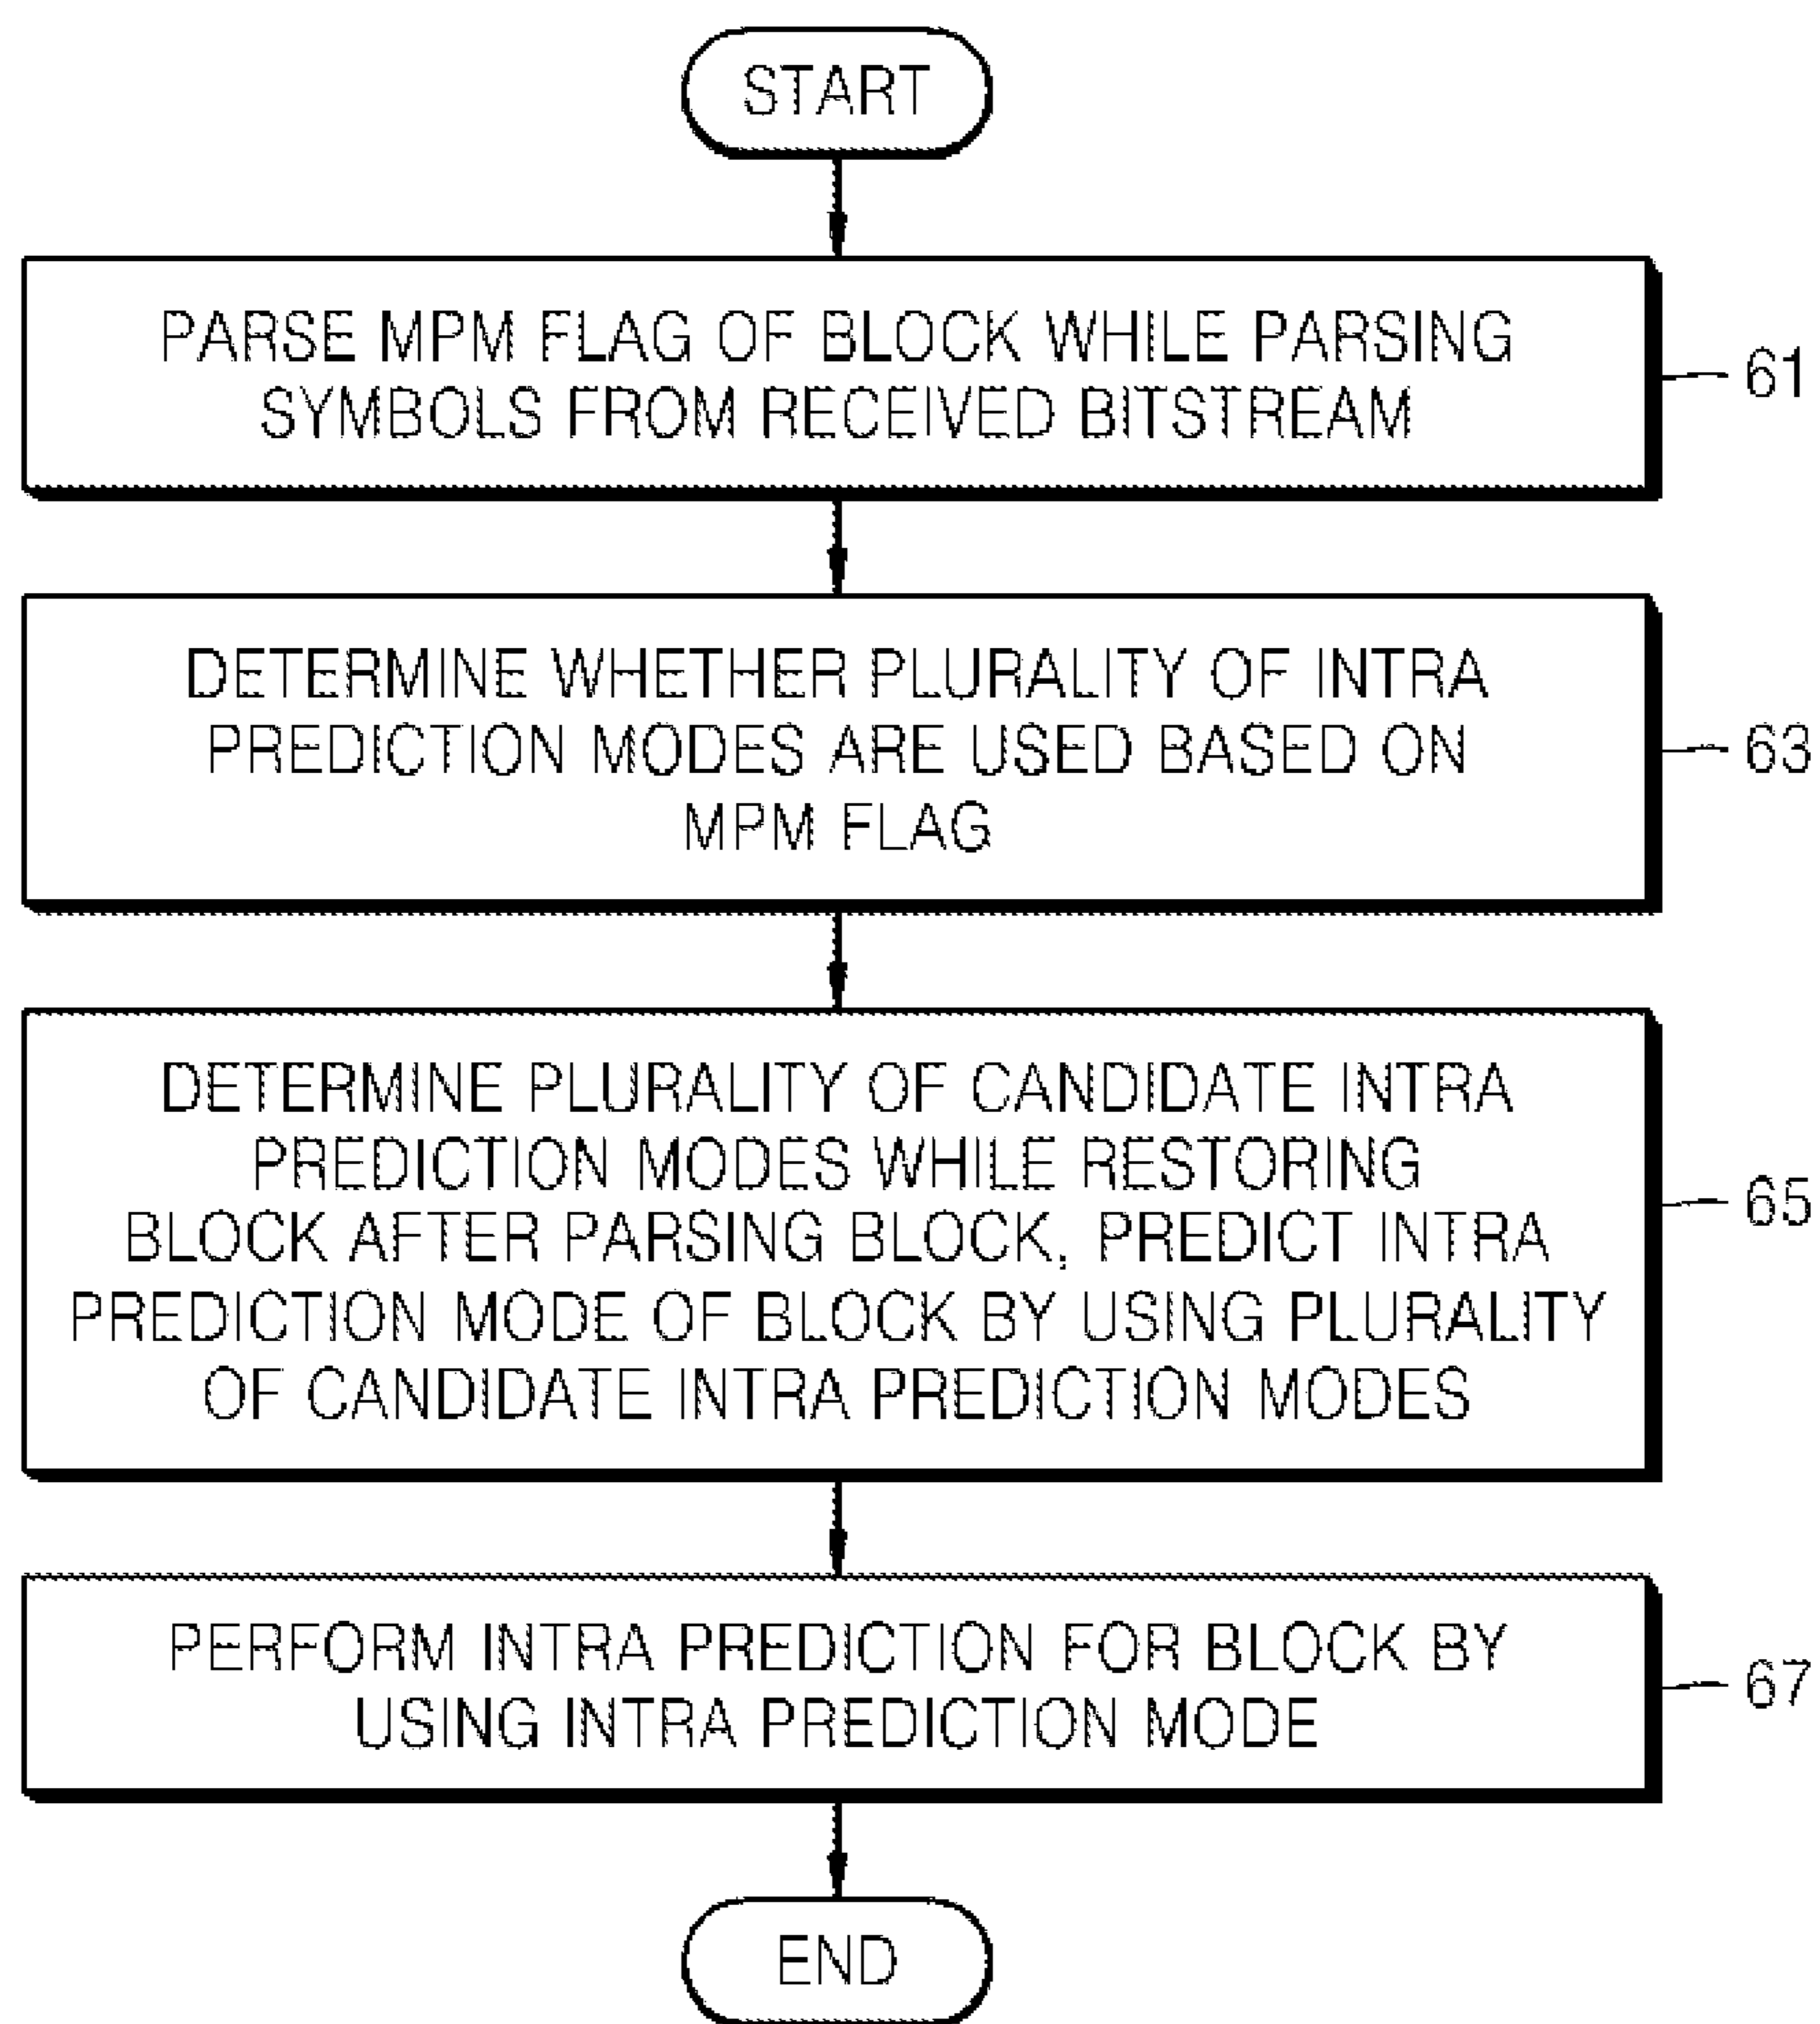 START
PARSE MPM FLAG OF BLOCK WHILE PARSING
SYMBOLS FROM RECEIVED BITSTREAM
61
DETERMINE WHETHER PLURALITY OF INTRA
PREDICTION MODES ARE USED BASED ON
MPM FLAG
63
DETERMINE PLURALITY OF CANDIDATE INTRA
PREDICTION MODES WHILE RESTORING
BLOCK AFTER PARSING BLOCK, PREDICT INTRA
PREDICTION MODE OF BLOCK BY USING PLURALITY
OF CANDIDATE INTRA PREDICTION MODES
65
PERFORM INTRA PREDICTION FOR BLOCK BY
USING INTRA PREDICTION MODE
67
END